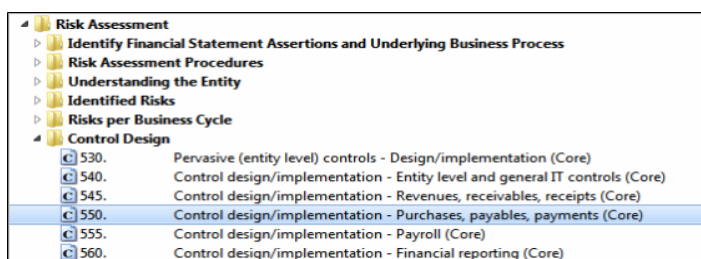 Risk Assessment
Identify Financial Statement Assertions and Underlying Business Process
Risk Assessment Procedures
Understanding the Entity
Identified Risks
Risks per Business Cycle
Control Design
530. Pervasive (entity level) controls - Design/implementation (Core)
540. Control design/implementation - Entity level and general IT controls (Core)
545. Control design/implementation - Revenues, receivables, receipts (Core)
550. Control design/implementation - Purchases, payables, payments (Core)
555. Control design/implementation - Payroll (Core)
560. Control design/implementation - Financial reporting (Core)